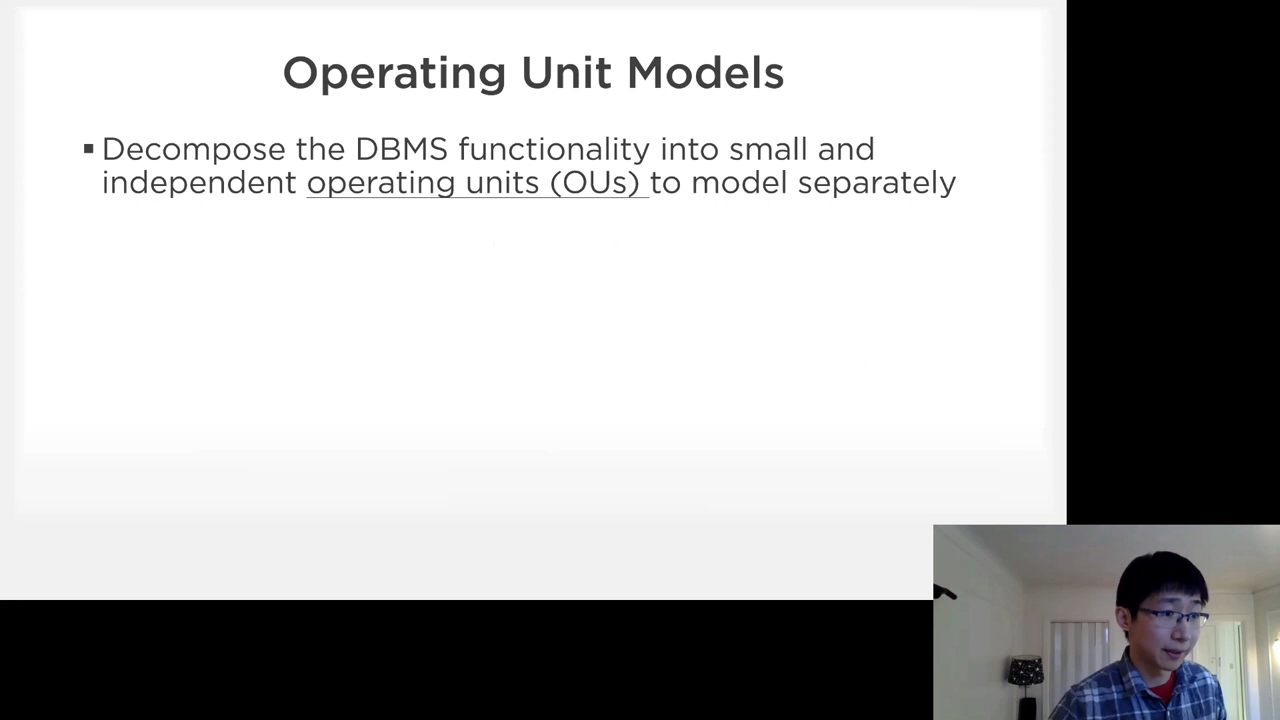 Operating Unit Models
▪ Decompose the DBMS functionality into small and
independent operating units (OUs) to model separately